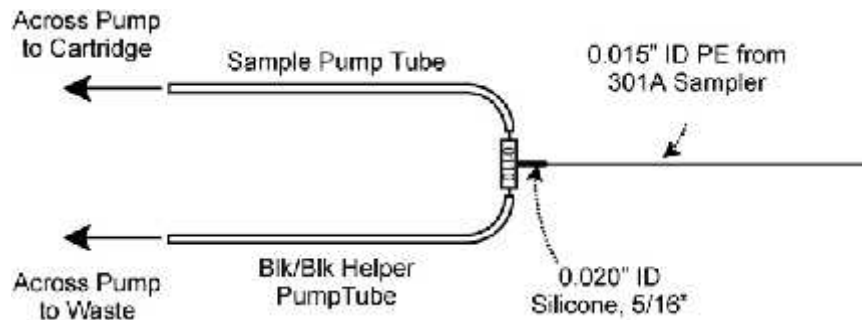 Across Pump
to Cartridge
Sample Pump Tube
0.015" ID PE from
301A Sampler
Across Pump
to Waste
Blk/Blk Helper
PumpTube
0.020" ID
Silicone, 5/16"